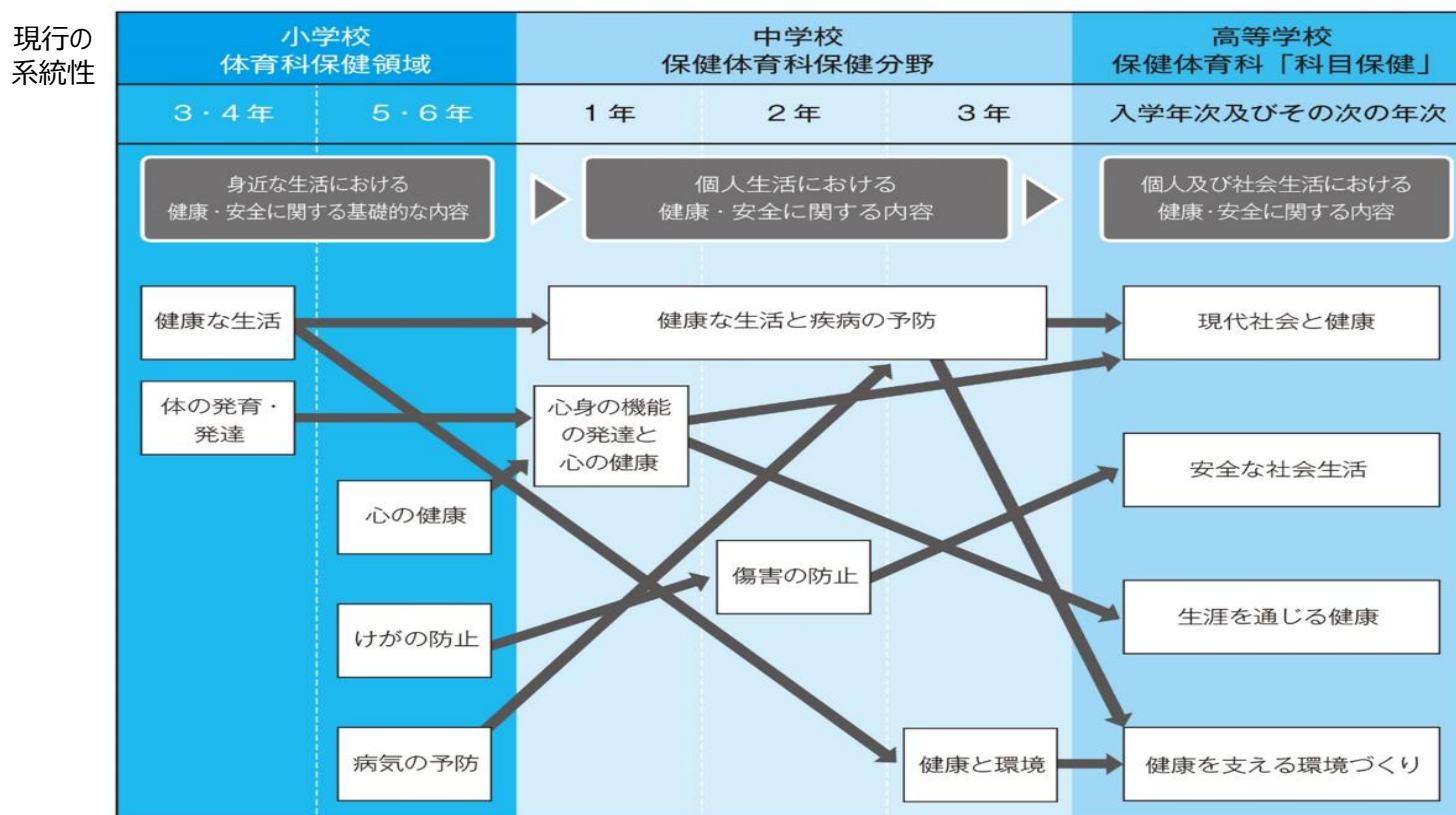 現行の
系統性
小学校
体育科保健領域
中学校
保健体育科保健分野
高等学校
保健体育科「科目保健」
3・4年
5・6年
1年
2年
3年
入学年次及びその次の年次
身近な生活における
健康・安全に関する基礎的な内容
個人生活における
健康・安全に関する内容
個人及び社会生活における
健康・安全に関する内容
健康な生活
健康な生活と疾病の予防
現代社会と健康
体の発育・
発達
心身の機能
の発達と
心の健康
心の健康
安全な社会生活
傷害の防止
けがの防止
生涯を通じる健康
病気の予防
健康と環境
健康を支える環境づくり